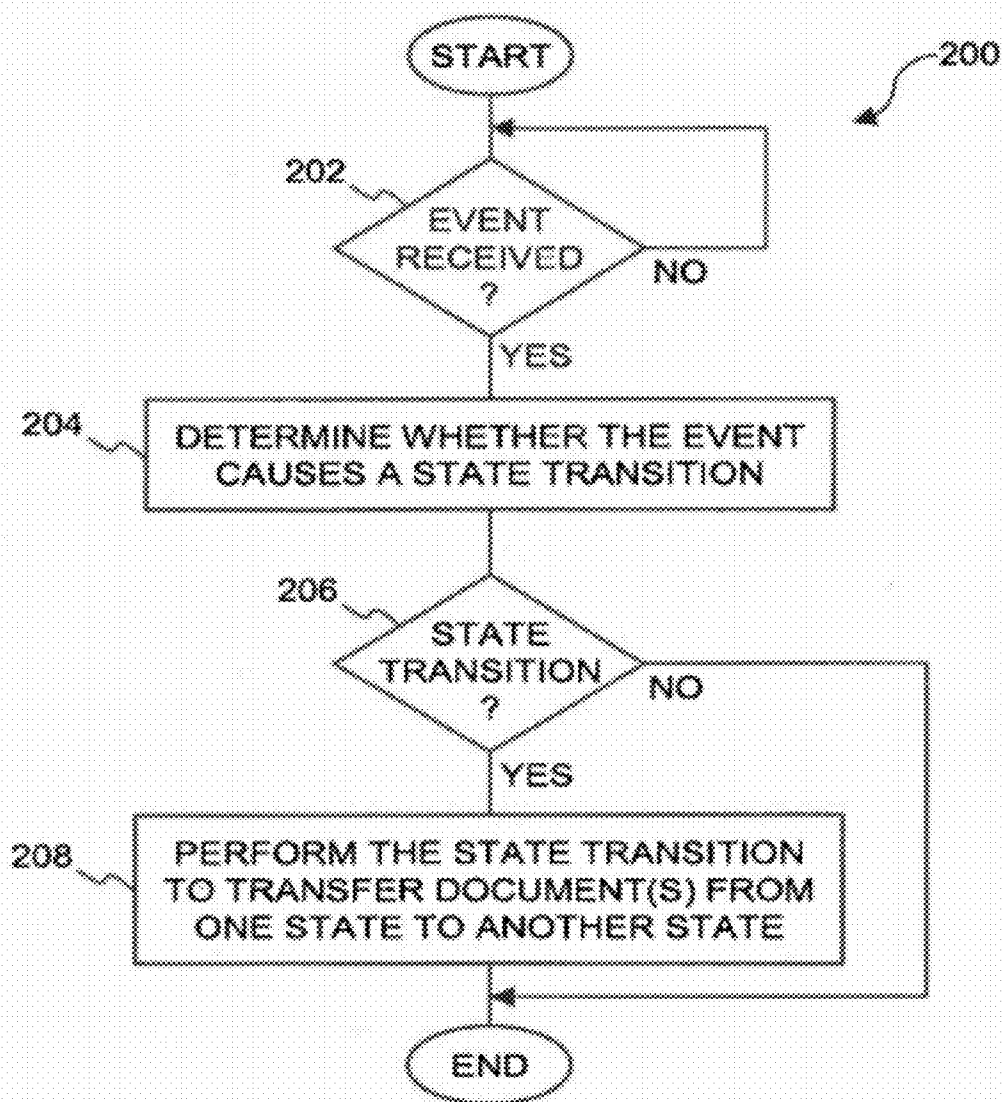 START
200
202
EVENT
RECEIVED
?
NO
YES
204
DETERMINE WHETHER THE EVENT
CAUSES A STATE TRANSITION
206
STATE
TRANSITION
?
NO
YES
208
PERFORM THE STATE TRANSITION
TO TRANSFER DOCUMENT(S) FROM
ONE STATE TO ANOTHER STATE
END